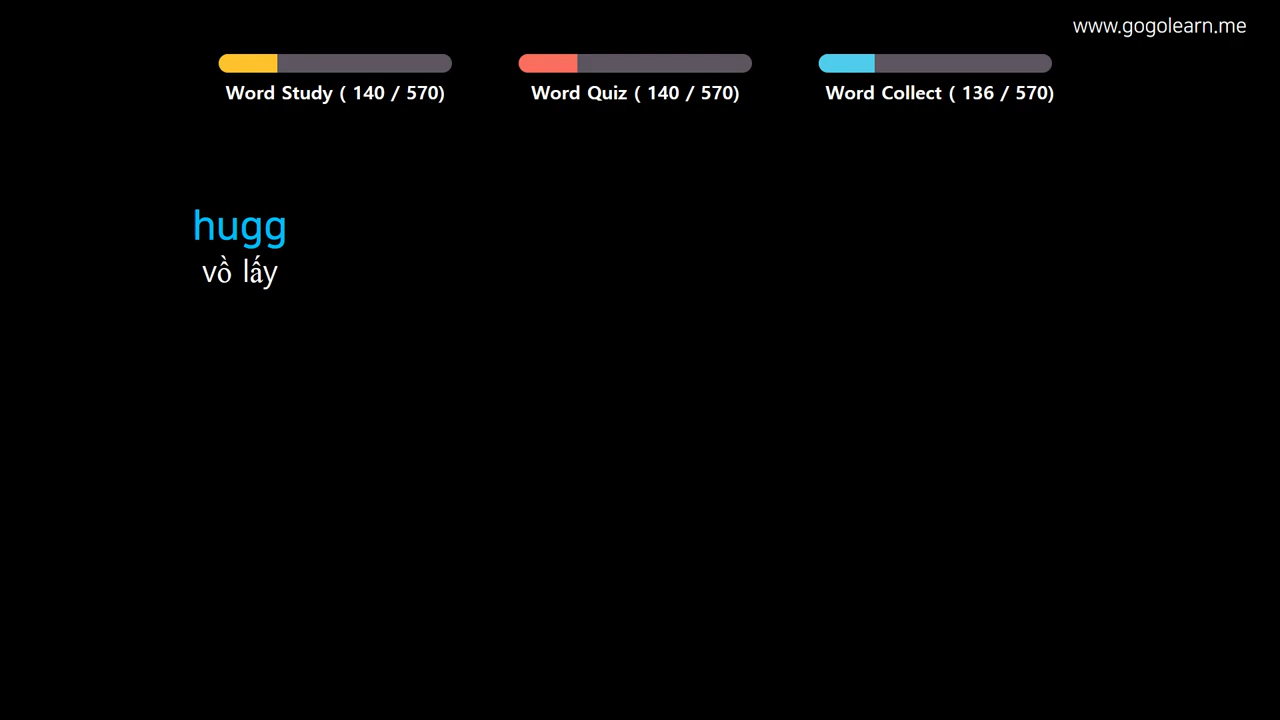 www.gogolearn.me
Word Study ( 140 / 570)
Word Quiz ( 140 / 570)
Word Collect ( 136 / 570)
hugg
vồ lấy